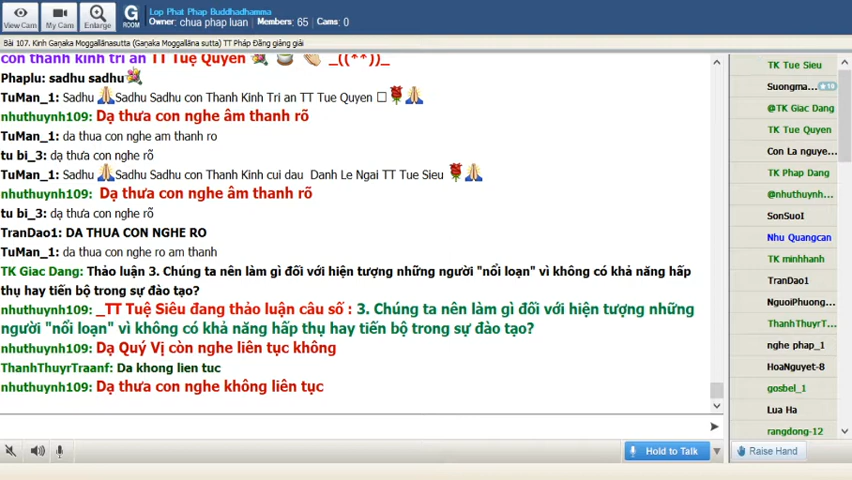 Lop Phat Phap Buddhadhamma
Owner: chua phap luan Members: 65 Cams: 0
View Cam
My Cam
Enlarge
G
ROOM
Bài 107. Kinh Gaṇaka Moggallānasutta (Gaṇaka Moggallāna sutta) TT Pháp Đăng giảng giải
con thành kính tri ân TT Tuệ Quyền _((**))_
Phaplu: sadhu sadhu
TuMan_1: Sadhu Sadhu Sadhu con Thanh Kinh Tri an TT Tue Quyen
nhuthuynh109: Dạ thưa con nghe âm thanh rõ
TuMan_1: da thua con nghe am thanh ro
tu bi_3: dạ thưa con nghe rõ
TuMan_1: Sadhu Sadhu Sadhu con Thanh Kinh cui dau Danh Le Ngai TT Tue Sieu
nhuthuynh109: Dạ thưa con nghe âm thanh rõ
tu bi_3: dạ thưa con nghe rõ
TranDao1: DA THUA CON NGHE RO
TuMan_1: da thua con nghe ro am thanh
TK Giac Dang: Thảo luận 3. Chúng ta nên làm gì đối với hiện tượng những người "nổi loạn" vì không có khả năng hấp
thụ hay tiến bộ trong sự đào tạo?
nhuthuynh109: _TT Tuệ Siêu đang thảo luận câu số : 3. Chúng ta nên làm gì đối với hiện tượng những
người "nổi loạn" vì không có khả năng hấp thụ hay tiến bộ trong sự đào tạo?
nhuthuynh109: Dạ Quý Vị còn nghe liên tục không
ThanhThuyrTraanf: Da khong lien tuc
nhuthuynh109: Dạ thưa con nghe không liên tục
Hold to Talk
TK Tue Sieu
Suongma... 10
@TK Giac Dang
TK Tue Quyen
Con La nguye...
TK Phap Dang
@nhuthuynh...
SonSuoI
Nhu Quangcan
TK minhhanh
TranDao1
NguoiPhuong...
ThanhThuyrT...
nghe phap_1
HoaNguyet-8
gosbel_1
Lua Ha
rangdong-12
Raise Hand